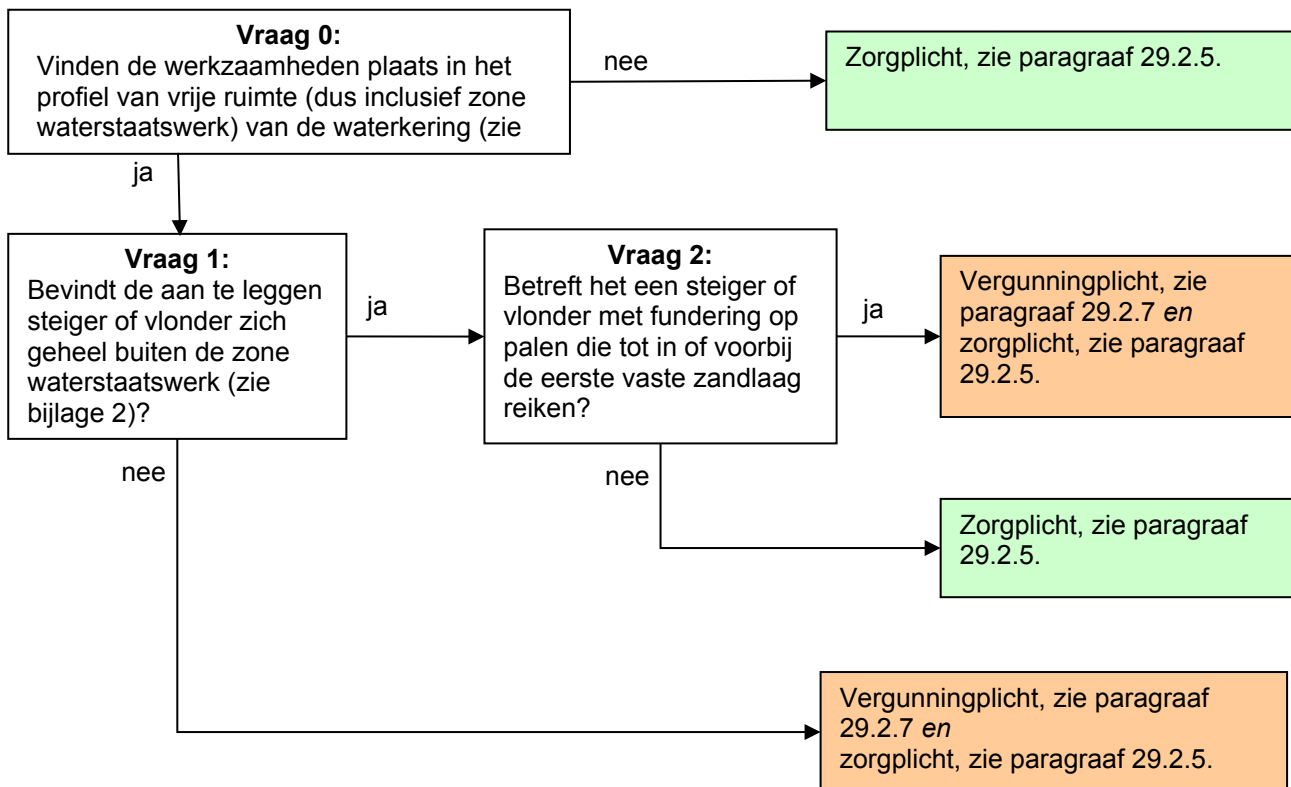 Vraag 0:
Vinden de werkzaamheden plaats in het
profiel van vrije ruimte (dus inclusief zone
waterstaatswerk) van de waterkering (zie
nee
Zorgplicht, zie paragraaf 29.2.5.
ja
Vraag 1:
Bevindt de aan te leggen
steiger of vlonder zich
geheel buiten de zone
waterstaatswerk (zie
bijlage 2)?
ja
Vraag 2:
Betreft het een steiger of
vlonder met fundering op
palen die tot in of voorbij
de eerste vaste zandlaag
reiken?
ja
Vergunningplicht, zie
paragraaf 29.2.7 en
zorgplicht, zie paragraaf
29.2.5.
nee
nee
Zorgplicht, zie paragraaf
29.2.5.
Vergunningplicht, zie paragraaf
29.2.7 en
zorgplicht, zie paragraaf 29.2.5.